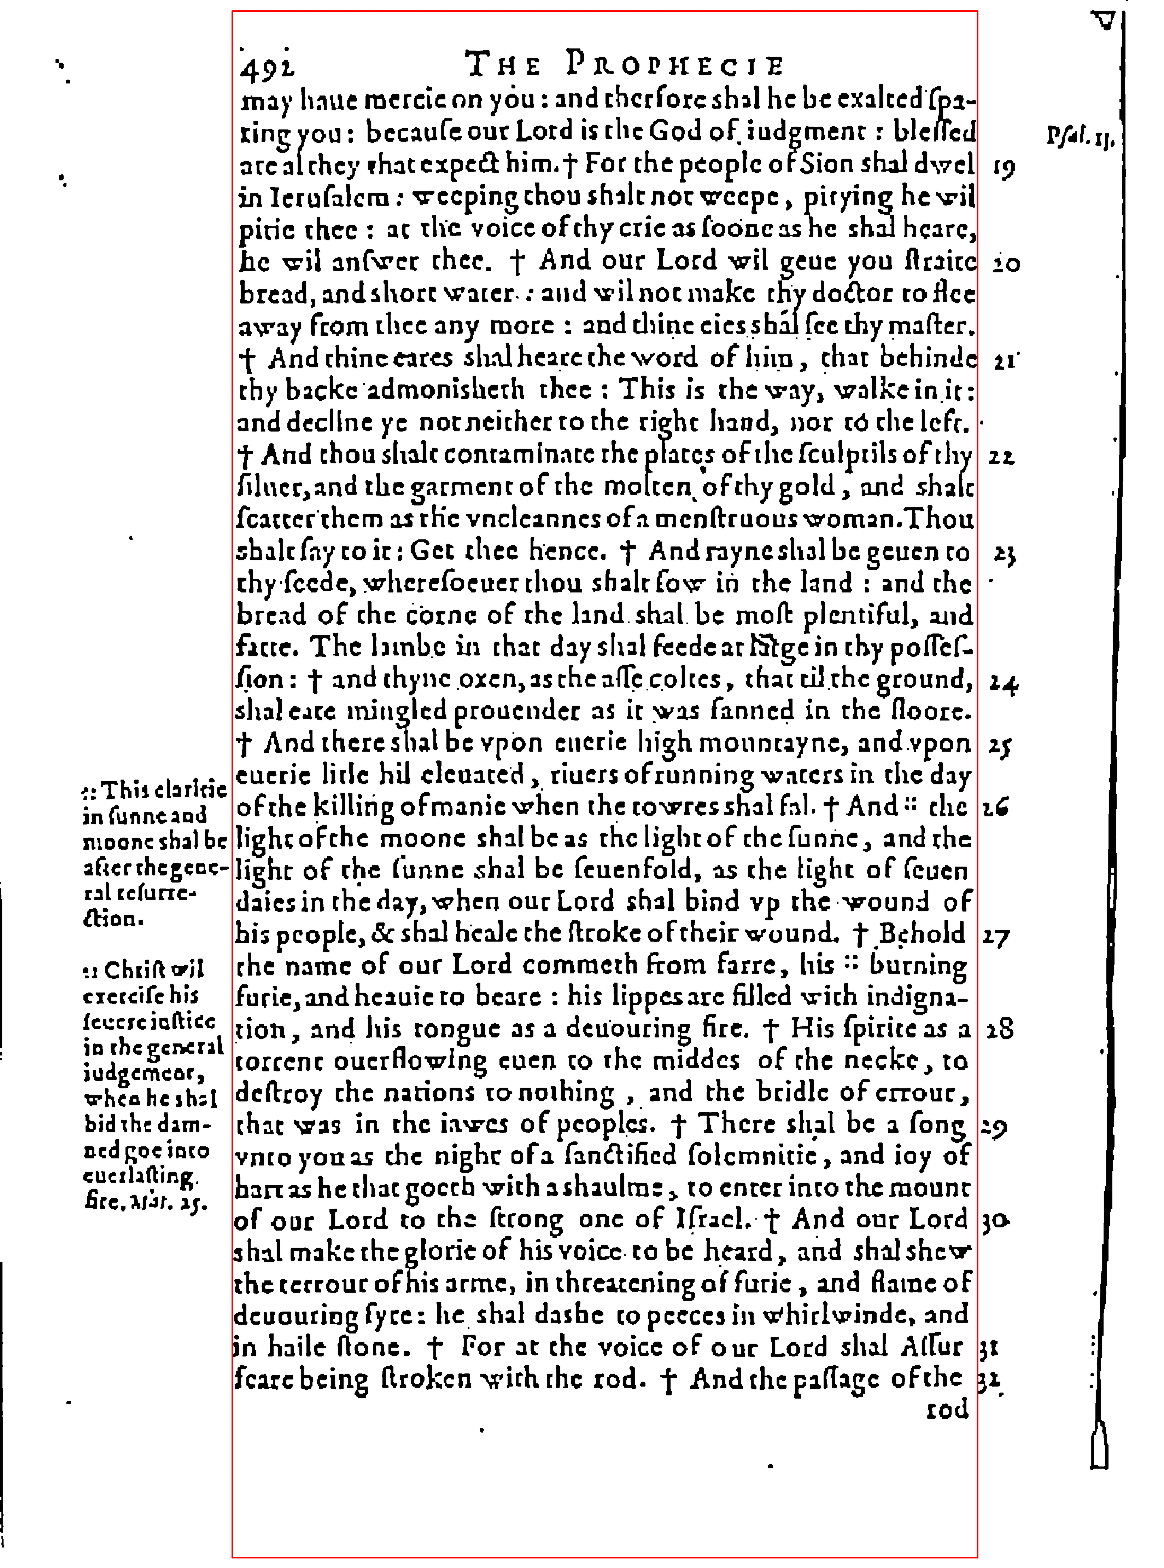 492 THE PROPHECIE
may haue mercie on you: and therfore shal he be exalted ſpa-
ring you: becauſe our Lord is the God of iudgment: bleſſed
are al they that expect him. † For the people of Sion shal dwel
in Ieruſalem: weeping thou shalt not weepe, pitying he wil
pitie thee: at the voice of thy crie as ſoone as he shal heare,
he wil anſwer thee. † And our Lord wil geue you ſtraite
bread, and short water: and wil not make thy doctor to flee
away from thee any more: and thine eies shal ſee thy maſter.
† And thine eares shal heare the word of him, that behinde
thy backe admonisheth thee: This is the way, walke in it:
and decline ye not neither to the right hand, nor to the left.
† And thou shalt contaminate the plates of the ſculptils of thy
ſiluer, and the garment of the molten of thy gold, and shalt
ſcatter them as the vncleannes of a menſtruous woman. Thou
shalt ſay to it: Get thee hence. † And rayne shal be geuen to
thy ſeede, whereſoeuer thou shalt ſow in the land: and the
bread of the corne of the land shal be moſt plentiful, and
fatte. The lambe in that day shal feede at large in thy poſſeſ-
ſion: † and thyne oxen, as the aſſe coltes, that til the ground,
shal eate mingled prouender as it was fanned in the floore.
† And there shal be vpon euerie high mountayne, and vpon
euerie litle hil eleuated, riuers of running waters in the day
of the killing of manie when the towres shal fal. † And :: the
light of the moone shal be as the light of the ſunne, and the
light of the ſunne shal be ſeuenfold, as the light of ſeuen
daies in the day, when our Lord shal bind vp the wound of
his people, & shal heale the ſtroke of their wound. † Behold
the name of our Lord commeth from farre, his :: burning
furie, and heauie to beare: his lippes are filled with indigna-
tion, and his tongue as a deuouring fire. † His ſpirite as a
torrent ouerflowing euen to the middes of the necke, to
deſtroy the nations to nothing, and the bridle of errour,
that was in the iawes of peoples. † There shal be a ſong
vnto you as the night of a ſanctified ſolemnitie, and ioy of
hart as he that goeth with a shaulme, to enter into the mount
of our Lord to the ſtrong one of Iſrael. † And our Lord
shal make the glorie of his voice to be heard, and shal shew
the terrour of his arme, in threatening of furie, and flame of
deuouring fyre: he shal dashe to peeces in whirlwinde, and
in haile ſtone. † For at the voice of our Lord shal Aſſur
feare being ſtroken with the rod. † And the paſſage of the
rod
:: This claritie
in ſunne and
moone shal be
after the gene-
ral reſurre-
ction.
:: Chriſt wil
exerciſe his
ſeuere iuſtice
in the general
iudgement,
when he shal
bid the dam-
ned goe into
euerlaſting
fire. Mat. 25.
Pſal. 11.
19
20
21
22
23
24
25
26
27
28
29
30
31
32